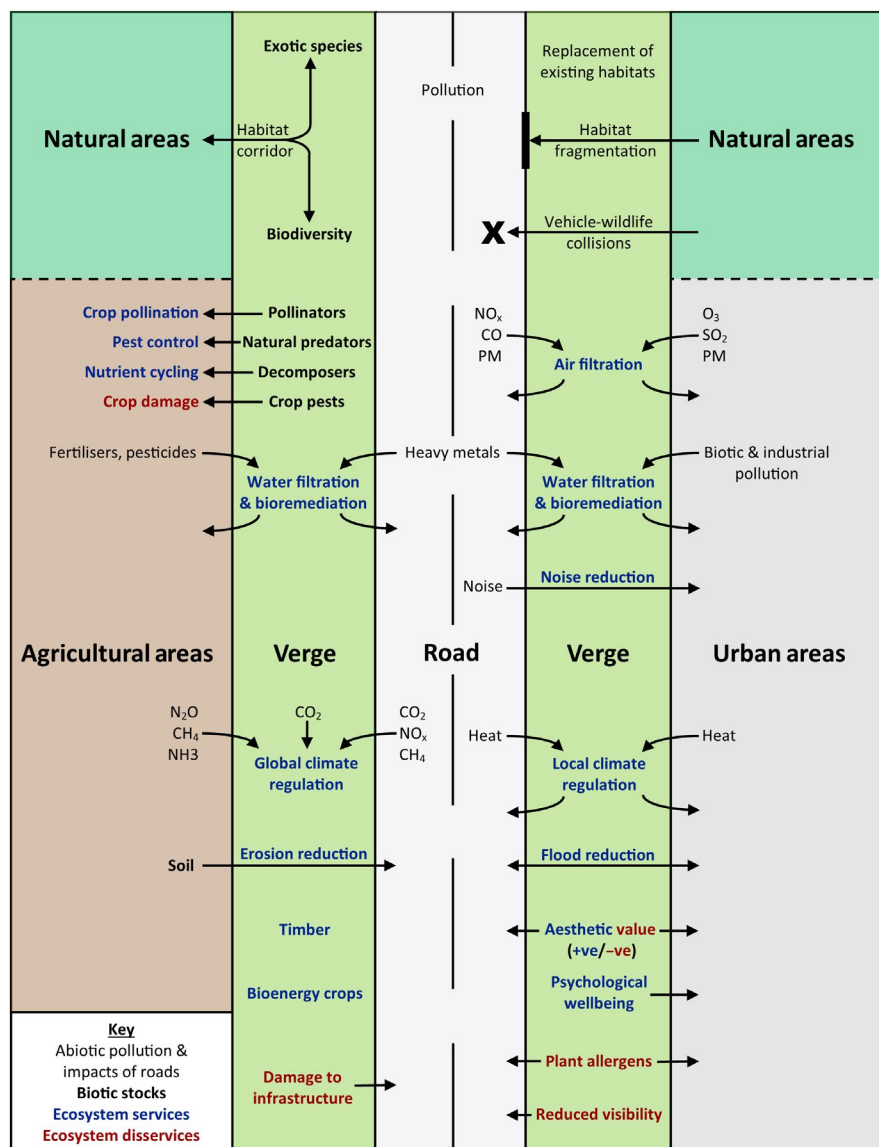 Exotic species
Replacement of
existing habitats
Pollution
Natural areas
Habitat
corridor
Habitat
fragmentation
Natural areas
Biodiversity
Vehicle-wildlife
collisions
X
Crop pollination
Pollinators
Pest control
Natural predators
Nutrient cycling
Decomposers
Crop damage
Crop pests
NOₓ
CO
PM
Air filtration
O₃
SO₂
PM
Fertilisers, pesticides
Water filtration
& bioremediation
Heavy metals
Water filtration
& bioremediation
Biotic & industrial
pollution
Noise
Noise reduction
Agricultural areas
Verge
Road
Verge
Urban areas
N₂O
CH₄
NH3
CO₂
Global climate
regulation
CO₂
NOₓ
CH₄
Heat
Local climate
regulation
Heat
Soil
Erosion reduction
Flood reduction
Timber
Aesthetic value
(+ve/–ve)
Bioenergy crops
Psychological
wellbeing
Damage to
infrastructure
Plant allergens
Reduced visibility
Key
Abiotic pollution &
impacts of roads
Biotic stocks
Ecosystem services
Ecosystem disservices